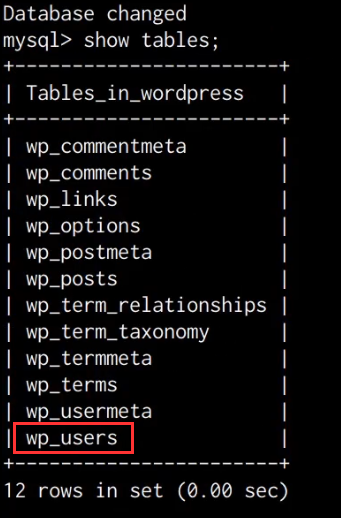 Database changed
mysql> show tables;
+-----------------------+
| Tables_in_wordpress   |
+-----------------------+
| wp_commentmeta        |
| wp_comments           |
| wp_links              |
| wp_options            |
| wp_postmeta           |
| wp_posts              |
| wp_term_relationships |
| wp_term_taxonomy      |
| wp_termmeta           |
| wp_terms              |
| wp_usermeta           |
| wp_users              |
+-----------------------+
12 rows in set (0.00 sec)